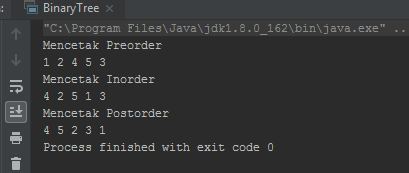 : BinaryTree
"C:\Program Files\Java\jdk1.8.0_162\bin\java.exe" ..
Mencetak Preorder
1 2 4 5 3
Mencetak Inorder
4 2 5 1 3
Mencetak Postorder
4 5 2 3 1
Process finished with exit code 0